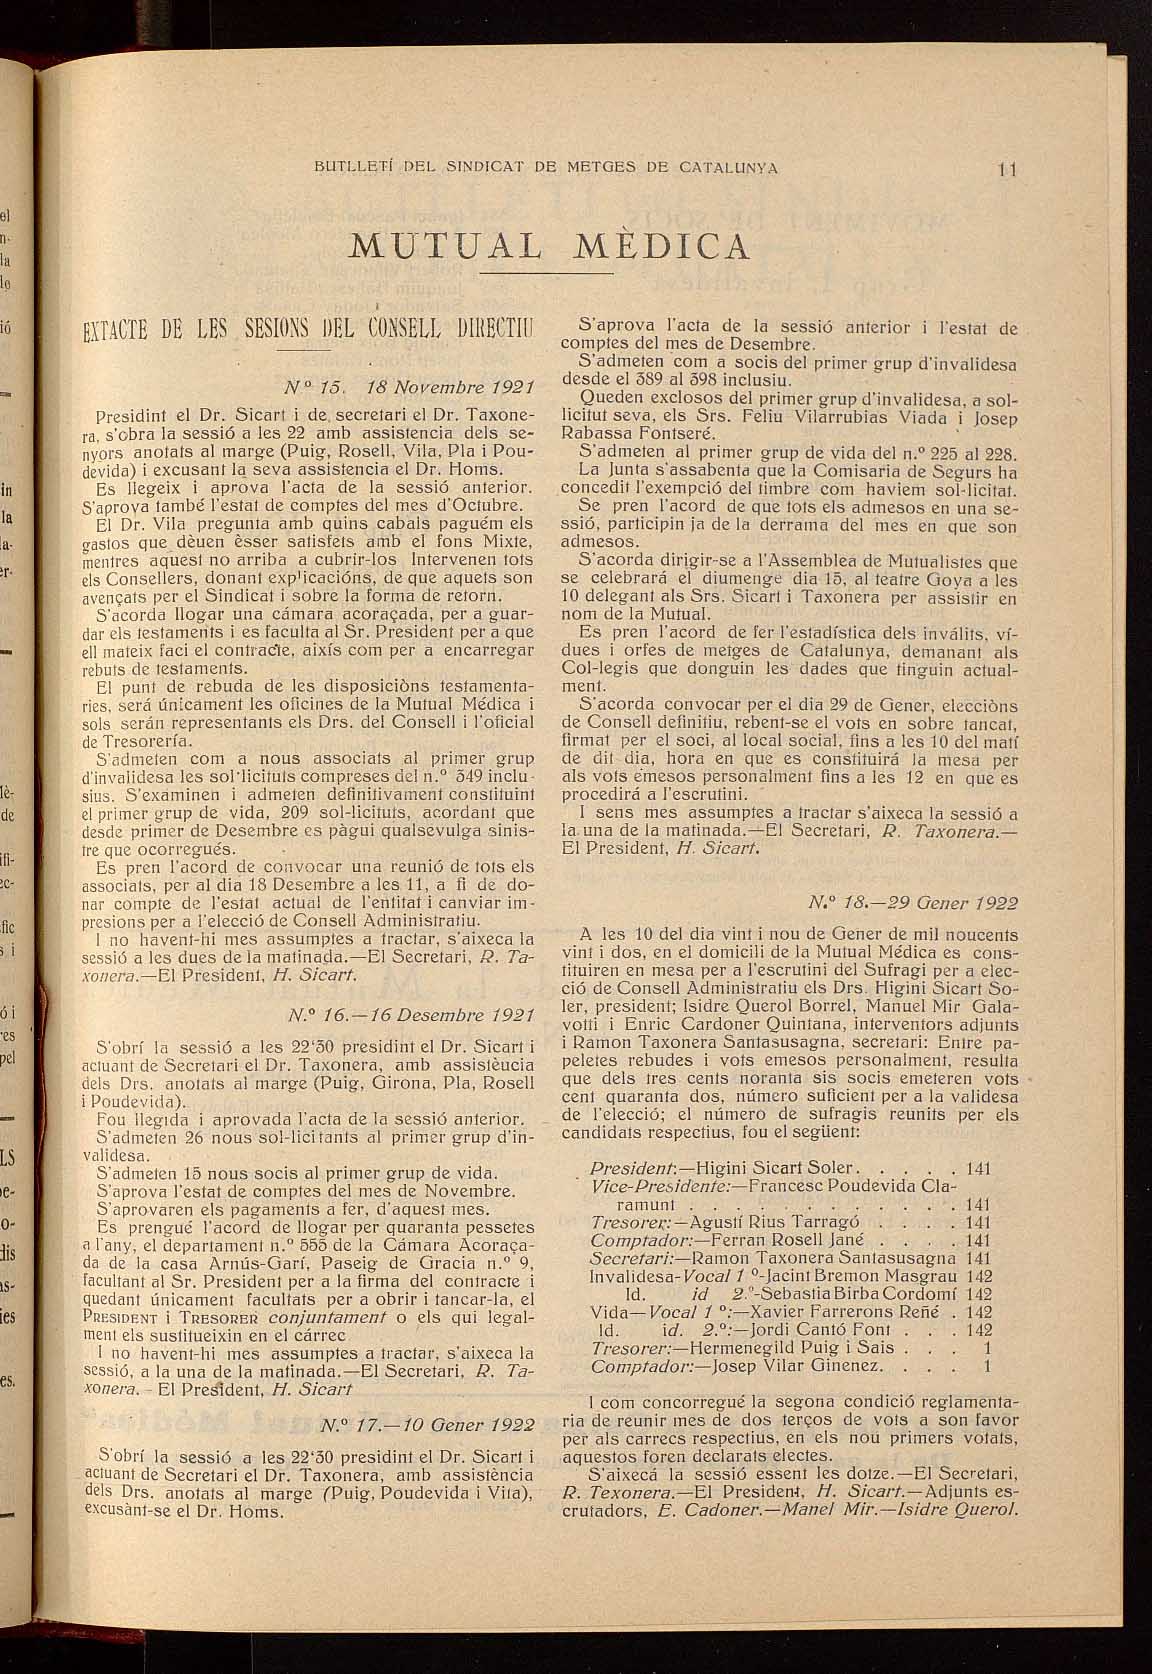 BUTLLETÍ DEL SINDICAT DE METGES DE CATALUNYA
11
MUTUAL MÈDICA
EXTACTE DE LES SESIONS DEL CONSELL DIRECTIU
N.º 15. 18 Novembre 1921
Presidint el Dr. Sicart i de secretari el Dr. Taxone-
ra, s'obra la sessió a les 22 amb assistencia dels se-
nyors anotats al marge (Puig, Rosell, Vila, Pla i Pou-
devida) i excusant la seva assistencia el Dr. Homs.
Es llegeix i aprova l'acta de la sessió anterior.
S'aprova també l'estat de comptes del mes d'Octubre.
El Dr. Vila pregunta amb quins cabals paguém els
gastos que dèuen èsser satisfets amb el fons Mixte,
mentres aquest no arriba a cubrir-los Intervenen tots
els Consellers, donant exp'icacións, de que aquets son
avençats per el Sindicat i sobre la forma de retorn.
S'acorda llogar una cámara acoraçada, per a guar-
dar els testaments i es faculta al Sr. President per a que
ell mateix faci el contracte, aixís com per a encarregar
rebuts de testaments.
El punt de rebuda de les disposiciòns testamenta-
ries, será únicament les oficines de la Mutual Médica i
sols serán representants els Drs. del Consell i l'oficial
de Tresorería.
S'admeten com a nous associats al primer grup
d'invalidesa les sol·licituts compreses del n.º 349 inclu-
sius. S'examinen i admeten definitivament constituint
el primer grup de vida, 209 sol-licituts, acordant que
desde primer de Desembre es pàgui qualsevulga sinis-
tre que ocorregués.
Es pren l'acord de convocar una reunió de tots els
associats, per al dia 18 Desembre a les 11, a fi de do-
nar compte de l'estat actual de l'entitat i canviar im-
presions per a l'elecció de Consell Administratiu.
I no havent-hi mes assumptes a tractar, s'aixeca la
sessió a les dues de la matinada.—El Secretari, R. Ta-
xonera.—El President, H. Sicart.
N.º 16.—16 Desembre 1921
S'obrí la sessió a les 22'30 presidint el Dr. Sicart i
actuant de Secretari el Dr. Taxonera, amb assistència
dels Drs. anotats al marge (Puig, Girona, Pla, Rosell
i Poudevida).
Fou llegida i aprovada l'acta de la sessió anterior.
S'admeten 26 nous sol-licitants al primer grup d'in-
validesa.
S'admeten 15 nous socis al primer grup de vida.
S'aprova l'estat de comptes del mes de Novembre.
S'aprovaren els pagaments a fer, d'aquest mes.
Es prengué l'acord de llogar per quaranta pessetes
a l'any, el departament n.º 555 de la Cámara Acoraça-
da de la casa Arnús-Garí, Paseig de Gracia n.º 9,
facultant al Sr. President per a la firma del contracte i
quedant únicament facultats per a obrir i tancar-la, el
PRESIDENT i TRESORER conjuntament o els qui legal-
ment els sustitueixin en el cárrec
I no havent-hi mes assumptes a tractar, s'aixeca la
sessió, a la una de la matinada.—El Secretari, R. Ta-
xonera. - El President, H. Sicart
N.º 17.—10 Gener 1922
S'obrí la sessió a les 22'30 presidint el Dr. Sicart i
actuant de Secretari el Dr. Taxonera, amb assistència
dels Drs. anotats al marge (Puig, Poudevida i Vila),
excusànt-se el Dr. Homs.
S'aprova l'acta de la sessió anterior i l'estat de
comptes del mes de Desembre.
S'admeten com a socis del primer grup d'invalidesa
desde el 389 al 398 inclusiu.
Queden exclosos del primer grup d'invalidesa, a sol-
licitut seva, els Srs. Feliu Vilarrubias Viada i Josep
Rabassa Fontseré.
S'admeten al primer grup de vida del n.º 225 al 228.
La Junta s'assabenta que la Comisaria de Segurs ha
concedit l'exempció del timbre com haviem sol-licitat.
Se pren l'acord de que tots els admesos en una se-
ssió, participin ja de la derrama del mes en que son
admesos.
S'acorda dirigir-se a l'Assemblea de Mutualistes que
se celebrará el diumenge dia 15, al teatre Goya a les
10 delegant als Srs. Sicart i Taxonera per assistir en
nom de la Mutual.
Es pren l'acord de fer l'estadística dels inválits, ví-
dues i orfes de metges de Catalunya, demanant als
Col-legis que donguin les dades que tinguin actual-
ment.
S'acorda convocar per el dia 29 de Gener, eleccións
de Consell definitiu, rebent-se el vots en sobre tancat,
firmat per el soci, al local social, fins a les 10 del matí
de dit dia, hora en que es constituirá la mesa per
als vots emesos personalment fins a les 12 en que es
procedirá a l'escrutini.
I sens mes assumptes a tractar s'aixeca la sessió a
la una de la matinada.—El Secretari, R. Taxonera.—
El President, H. Sicart.
N.º 18.—29 Gener 1922
A les 10 del dia vint i nou de Gener de mil noucents
vint i dos, en el domicili de la Mutual Médica es cons-
tituiren en mesa per a l'escrutini del Sufragi per a elec-
ció de Consell Administratiu els Drs. Higini Sicart So-
ler, president; Isidre Querol Borrel, Manuel Mir Gala-
votti i Enric Cardoner Quintana, interventors adjunts
i Ramon Taxonera Santasusagna, secretari: Entre pa-
peletes rebudes i vots emesos personalment, resulta
que dels tres cents noranta sis socis emeteren vots
cent quaranta dos, número suficient per a la validesa
de l'elecció; el número de sufragis reunits per els
candidats respectius, fou el següent:
President:—Higini Sicart Soler. . . . . . 141
Vice-Presidente:—Francesc Poudevida Cla-
ramunt . . . . . . . . . . . . 141
Tresorer:—Agustí Rius Tarragó . . . . 141
Comptador:—Ferran Rosell Jané . . . . 141
Secretari:—Ramon Taxonera Santasusagna 141
Invalidesa-Vocal 1 º-Jacint Bremon Masgrau 142
Id. id 2.º-Sebastia Birba Cordomí 142
Vida—Vocal 1 º:—Xavier Farrerons Reñé . 142
Id. id. 2.º:—Jordi Cantó Font . . . 142
Tresorer:—Hermenegild Puig i Sais . . . 1
Comptador:—Josep Vilar Ginenez. . . . 1
I com concorregué la segona condició reglamenta-
ria de reunir mes de dos terços de vots a son favor
per als carrecs respectius, en els nou primers votats,
aquestos foren declarats electes.
S'aixecá la sessió essent les dotze.—El Secretari,
R. Texonera.—El President, H. Sicart.—Adjunts es-
crutadors, E. Cadoner.—Manel Mir.—Isidre Querol.